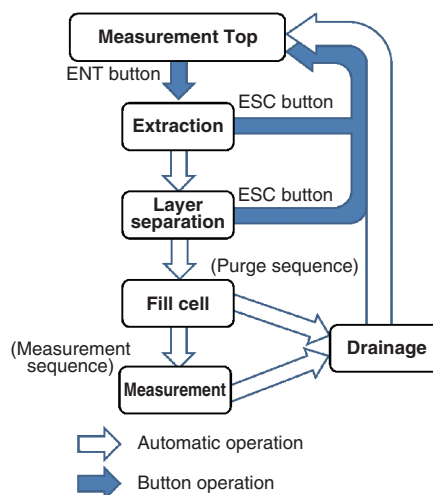 Measurement Top
ENT button
ESC button
Extraction
ESC button
Layer
separation
(Purge sequence)
Fill cell
(Measurement
sequence)
Drainage
Measurement
Automatic operation
Button operation